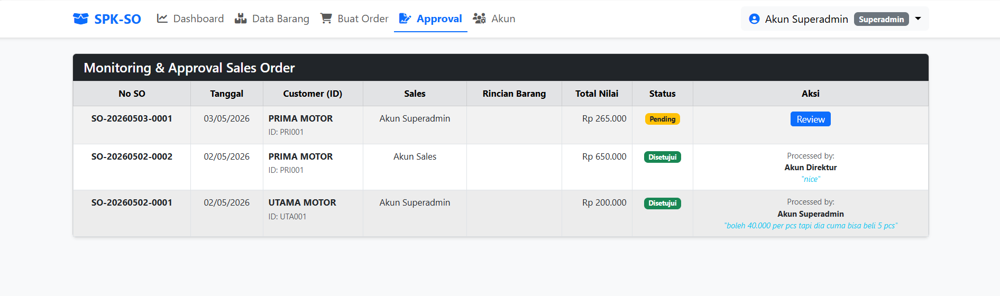 SPK-SO Dashboard Data Barang Buat Order Approval Akun Akun Superadmin Superadmin
Monitoring & Approval Sales Order
No SO Tanggal Customer (ID) Sales Rincian Barang Total Nilai Status Aksi
SO-20260503-0001 03/05/2026 PRIMA MOTOR Akun Superadmin Rp 265.000 Pending Review
ID: PRI001
SO-20260502-0002 02/05/2026 PRIMA MOTOR Akun Sales Rp 650.000 Disetujui Processed by:
ID: PRI001 Akun Direktur
"nice"
SO-20260502-0001 02/05/2026 UTAMA MOTOR Akun Superadmin Rp 200.000 Disetujui Processed by:
ID: UTA001 Akun Superadmin
"boleh 40.000 per pcs tapi dia cuma bisa beli 5 pcs"